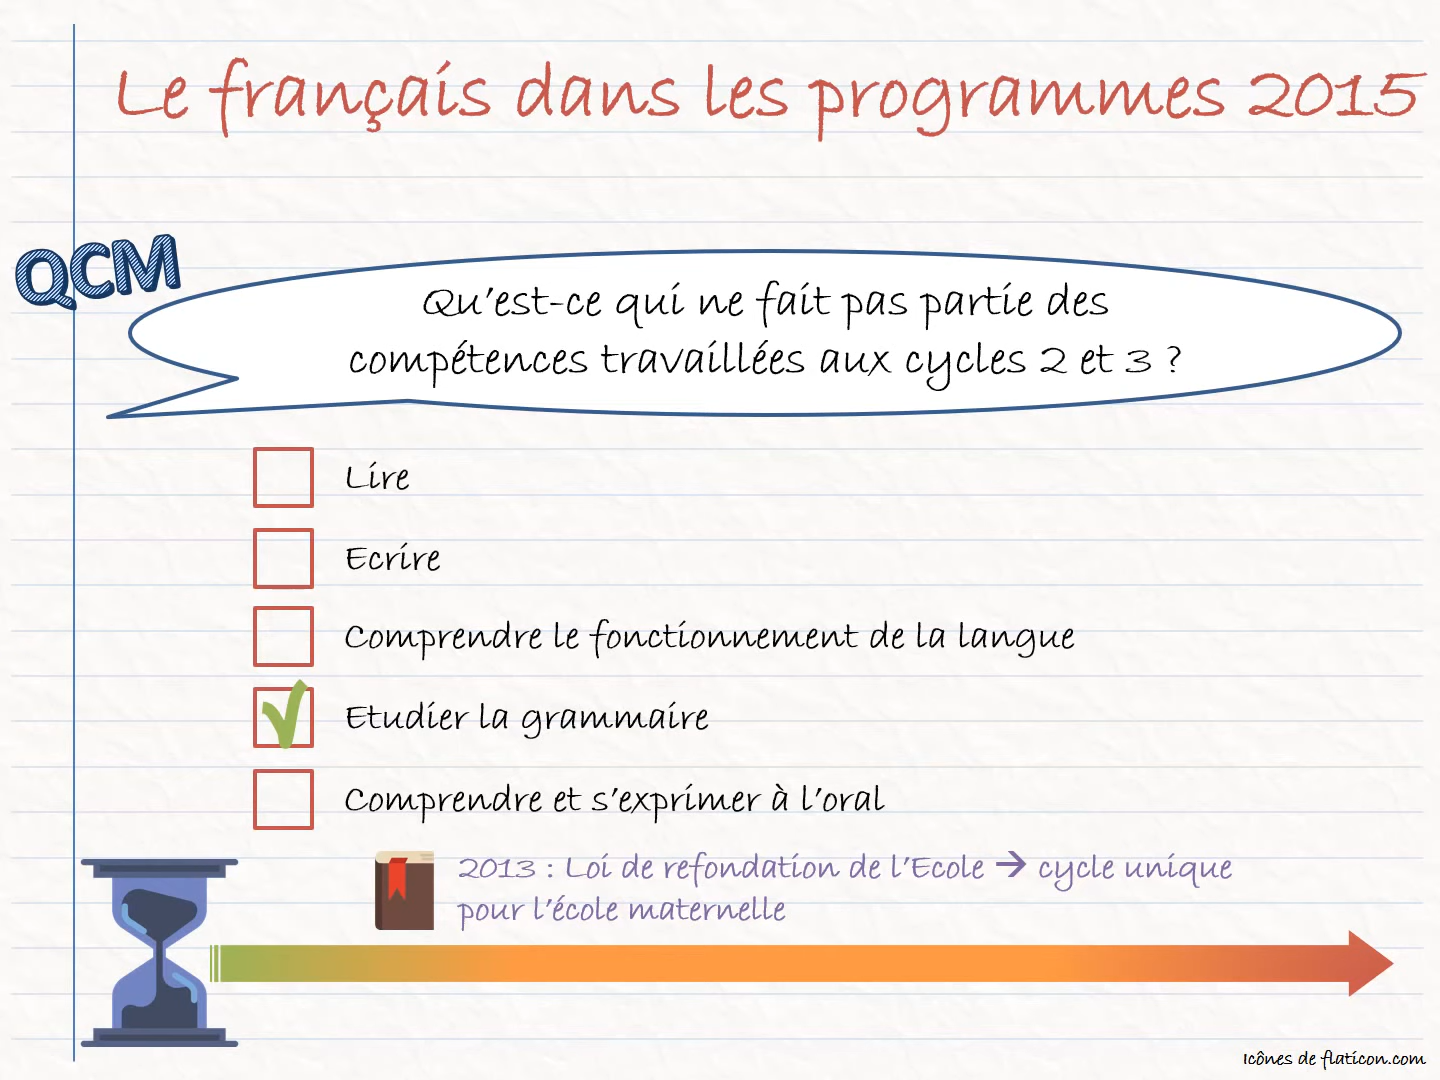 Le français dans les programmes 2015
QCM
Qu'est-ce qui ne fait pas partie des
compétences travaillées aux cycles 2 et 3 ?
Lire
Ecrire
Comprendre le fonctionnement de la langue
Etudier la grammaire
Comprendre et s'exprimer à l'oral
2013 : Loi de refondation de l'Ecole → cycle unique
pour l'école maternelle
Icônes de flaticon.com